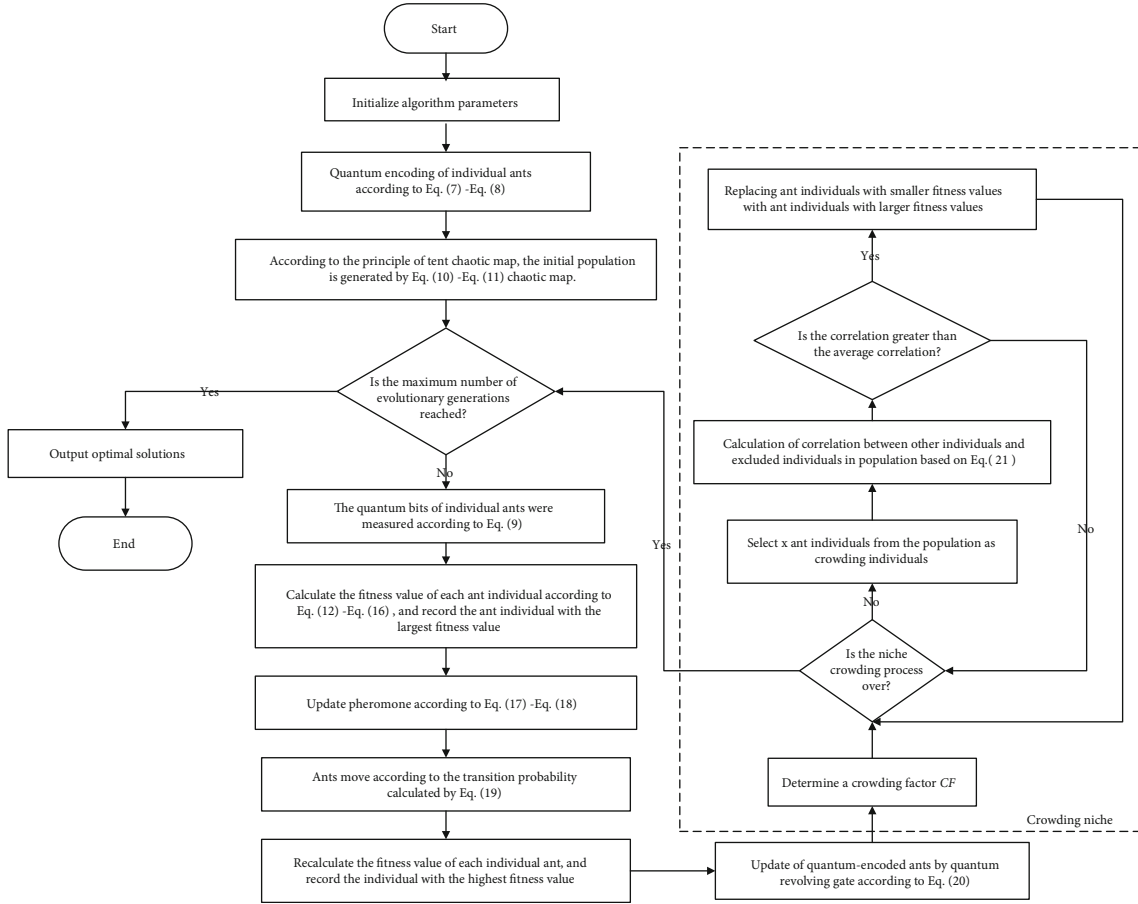 Start
Initialize algorithm parameters
Quantum encoding of individual ants
according to Eq. (7) -Eq. (8)
According to the principle of tent chaotic map, the initial population
is generated by Eq. (10) -Eq. (11) chaotic map.
Is the maximum number of
evolutionary generations
reached?
Yes
Output optimal solutions
End
No
The quantum bits of individual ants were
measured according to Eq. (9)
Calculate the fitness value of each ant individual according to
Eq. (12) -Eq. (16) , and record the ant individual with the
largest fitness value
Update pheromone according to Eq. (17) -Eq. (18)
Ants move according to the transition probability
calculated by Eq. (19)
Recalculate the fitness value of each individual ant, and
record the individual with the highest fitness value
Update of quantum-encoded ants by quantum
revolving gate according to Eq. (20)
Crowding niche
Determine a crowding factor CF
Is the niche
crowding process
over?
Yes
No
Select x ant individuals from the population as
crowding individuals
Calculation of correlation between other individuals and
excluded individuals in population based on Eq.( 21 )
Is the correlation greater than
the average correlation?
No
Yes
Replacing ant individuals with smaller fitness values
with ant individuals with larger fitness values